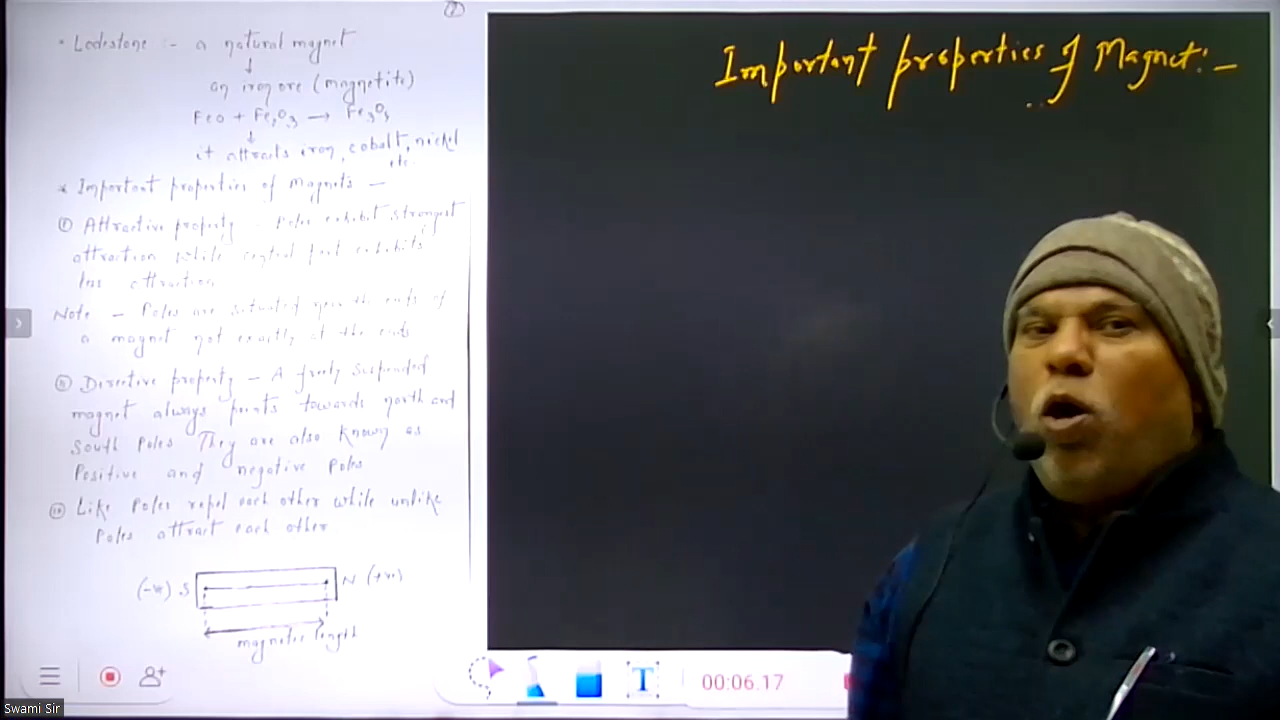 ②
* Lodestone :- a natural magnet
↓
an iron ore (magnetite)
FeO + Fe₂O₃ → Fe₃O₄
↓
it attracts iron, cobalt, nickel
etc.
* Important properties of magnets -
① Attractive property - Poles exhibit strongest
attraction while central part exhibits
less attraction
Note - Poles are situated near the ends of
a magnet not exactly at the ends
② Directive property - A freely suspended
magnet always points towards north and
south poles They are also known as
Positive and negative poles
Like Poles repel each other while unlike
Poles attract each other
(-ve) S N (+ve)
magnetic length
Important properties of Magnet:-
T
00:06.17
Swami Sir